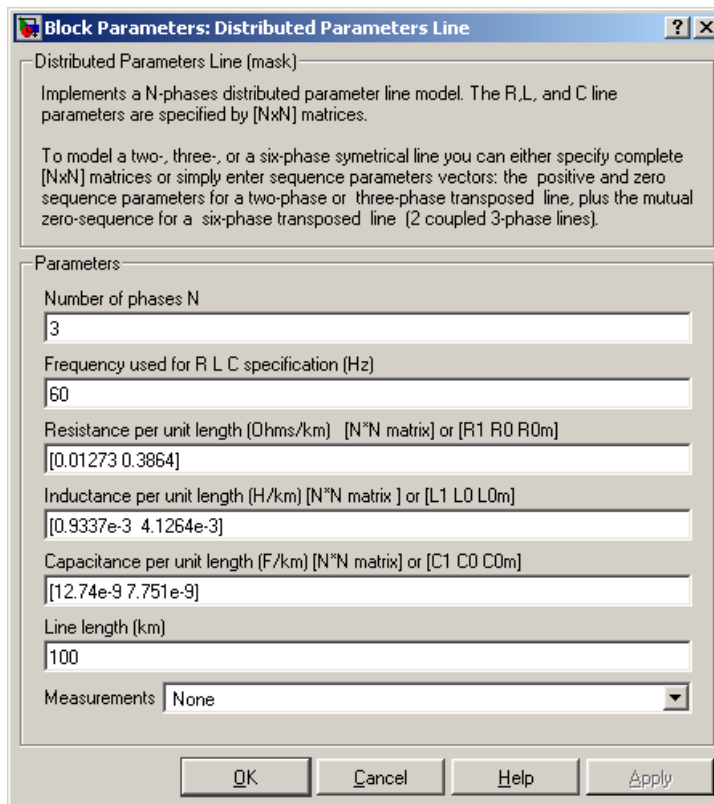 Block Parameters: Distributed Parameters Line
Distributed Parameters Line (mask)
Implements a N-phases distributed parameter line model. The R,L, and C line
parameters are specified by [NxN] matrices.
To model a two-, three-, or a six-phase symetrical line you can either specify complete
[NxN] matrices or simply enter sequence parameters vectors: the positive and zero
sequence parameters for a two-phase or three-phase transposed line, plus the mutual
zero-sequence for a six-phase transposed line (2 coupled 3-phase lines).
Parameters
Number of phases N
3
Frequency used for R L C specification (Hz)
60
Resistance per unit length (Ohms/km) [N*N matrix] or [R1 R0 R0m]
[0.01273 0.3864]
Inductance per unit length (H/km) [N*N matrix ] or [L1 L0 L0m]
[0.9337e-3 4.1264e-3]
Capacitance per unit length (F/km) [N*N matrix] or [C1 C0 C0m]
[12.74e-9 7.751e-9]
Line length (km)
100
Measurements None
OK Cancel Help Apply